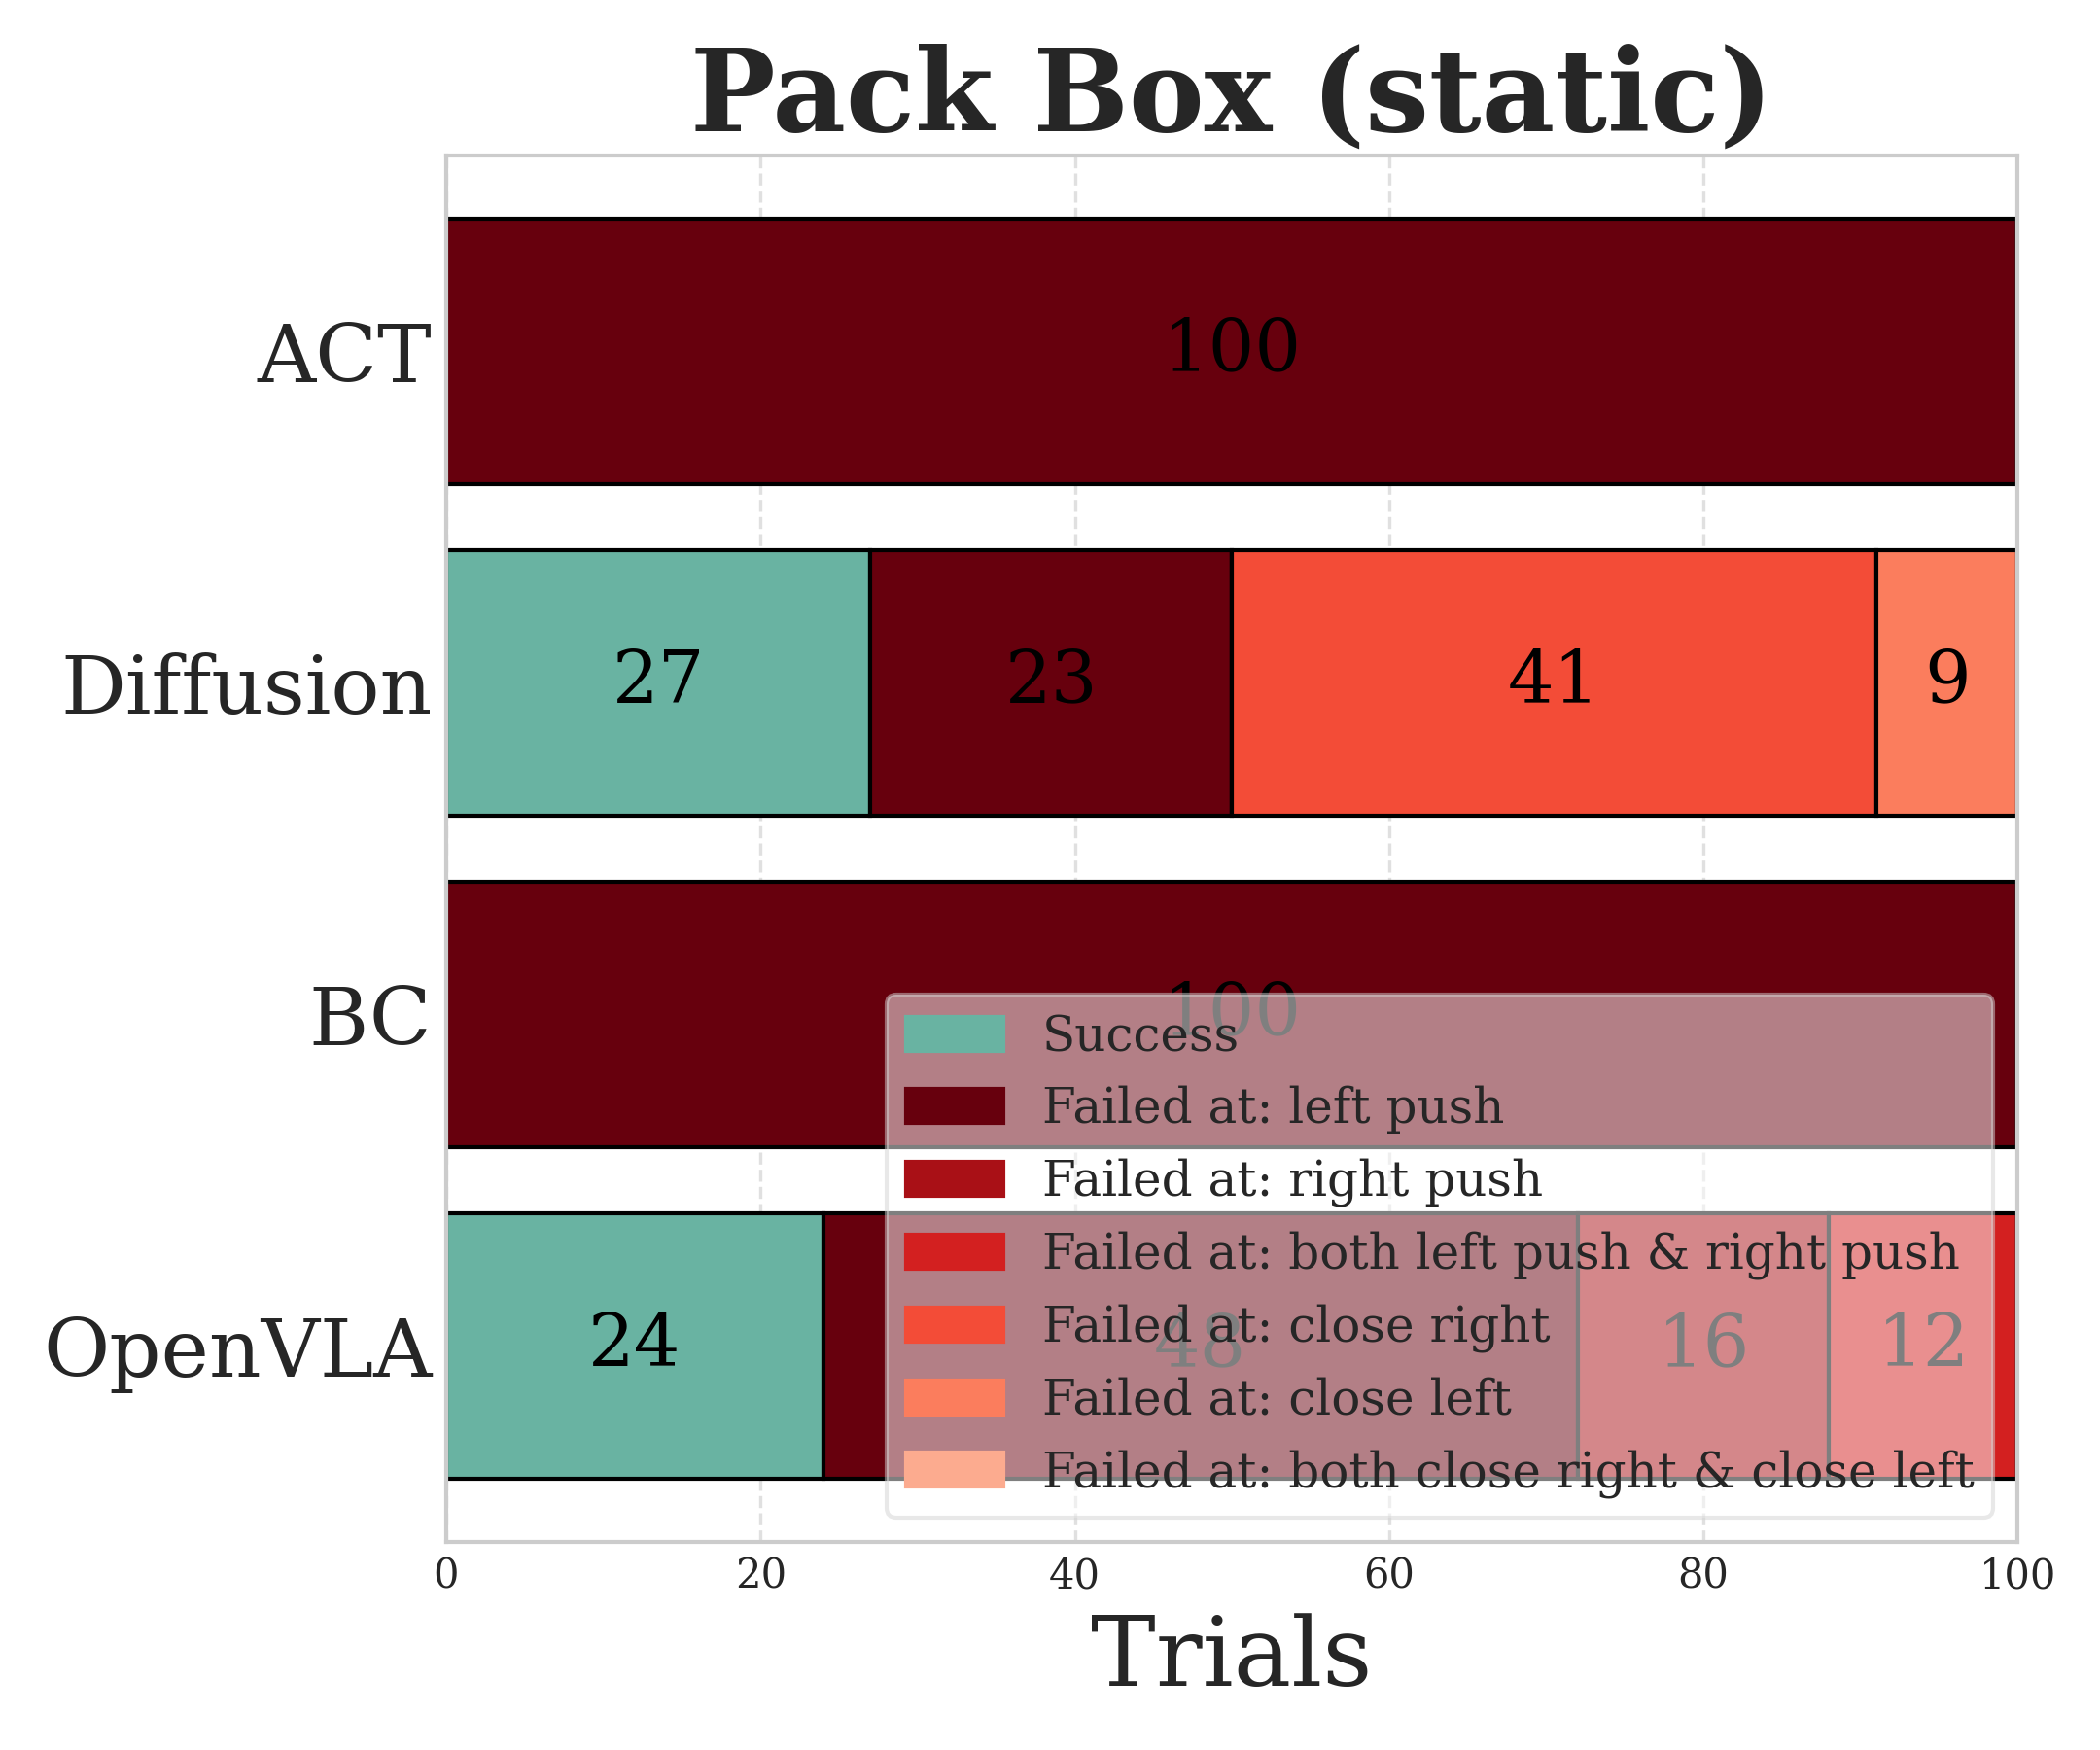 Pack Box (static)
ACT
100
Diffusion
27 23 41 9
BC
100
Success
Failed at: left push
Failed at: right push
Failed at: both left push & right push
Failed at: close right
Failed at: close left
Failed at: both close right & close left
OpenVLA
24 48 16 12
0 20 40 60 80 100
Trials